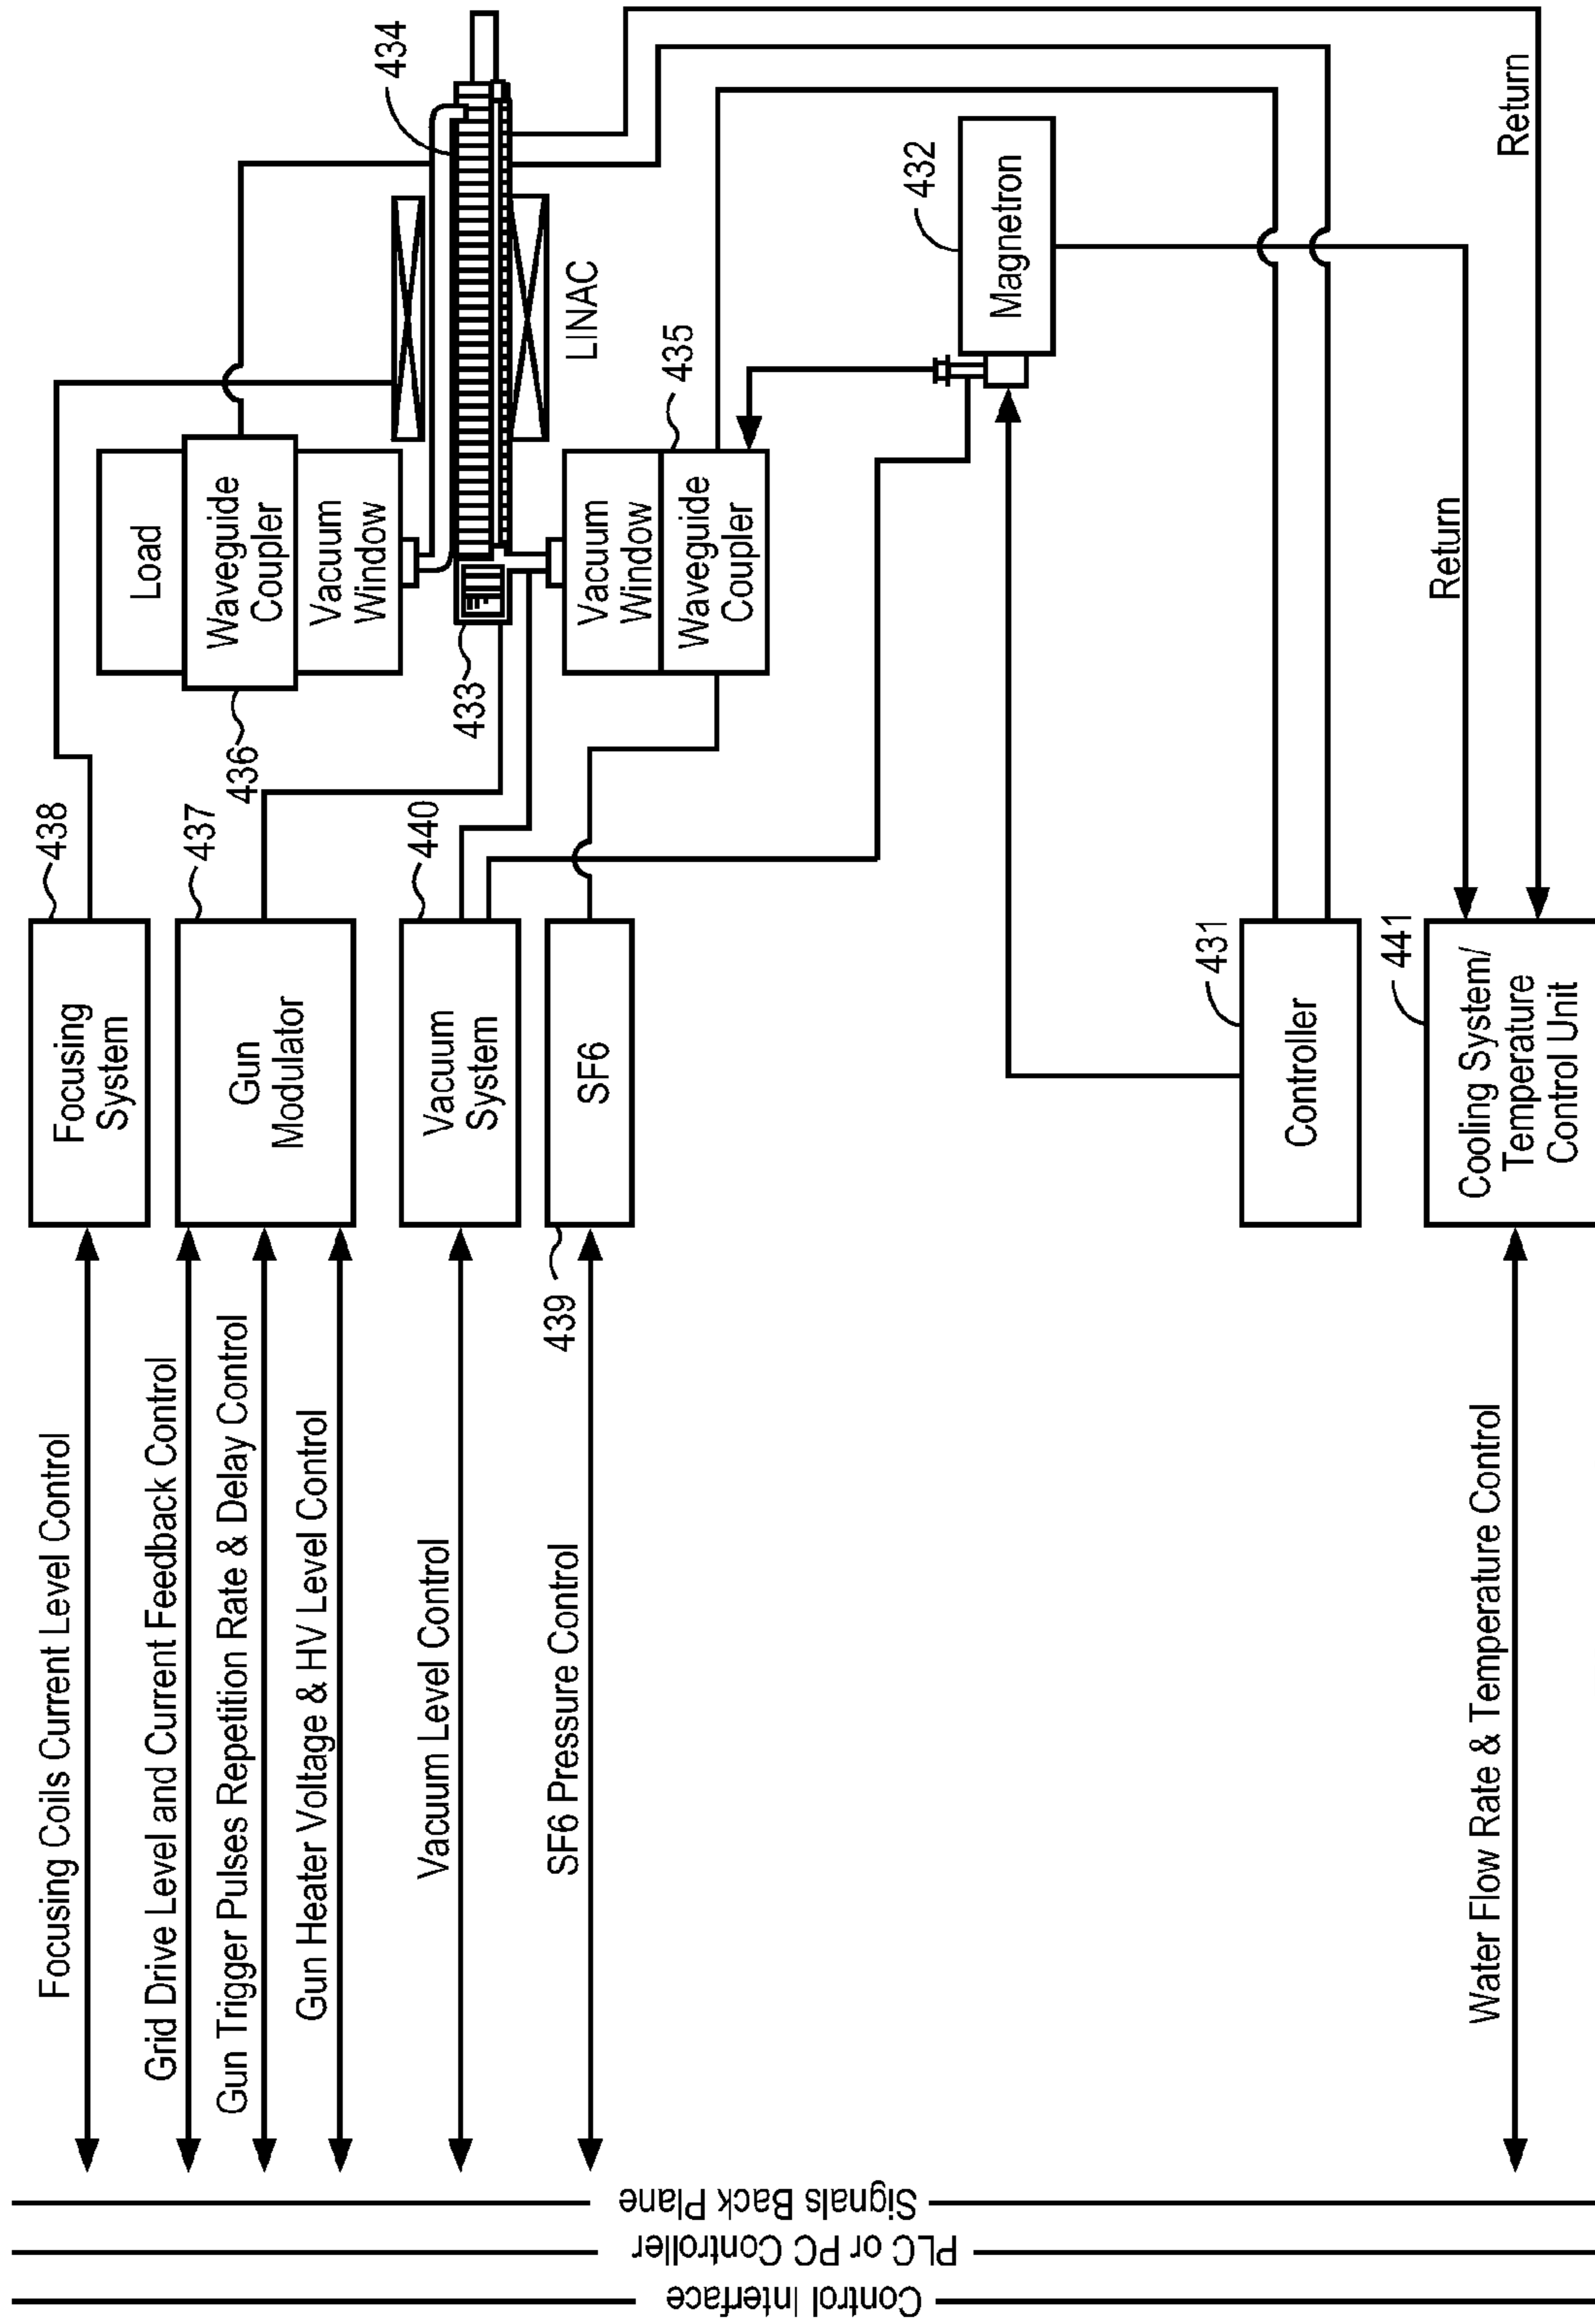 Control Interface
PLC or PC Controller
Signals Back Plane
Focusing Coils Current Level Control
Grid Drive Level and Current Feedback Control
Gun Trigger Pulses Repetition Rate & Delay Control
Gun Heater Voltage & HV Level Control
Vacuum Level Control
SF6 Pressure Control
Water Flow Rate & Temperature Control
Focusing
System
438
Gun
Modulator
437
Vacuum
System
440
SF6
439
Controller
431
Cooling System/
Temperature
Control Unit
441
Load
Waveguide
Coupler
436
Vacuum
Window
433
434
LINAC
Vacuum
Window
Waveguide
Coupler
435
Magnetron
432
Return
Return